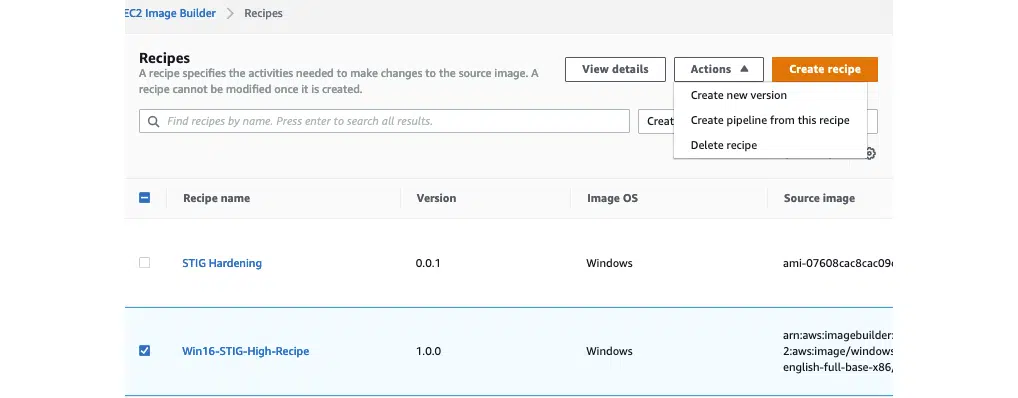 EC2 Image Builder > Recipes
Recipes
A recipe specifies the activities needed to make changes to the source image. A
recipe cannot be modified once it is created.
View details
Actions
Create recipe
Create new version
Create pipeline from this recipe
Delete recipe
Find recipes by name. Press enter to search all results.
Creat
Recipe name
Version
Image OS
Source image
STIG Hardening
0.0.1
Windows
ami-07608cac8cac09
Win16-STIG-High-Recipe
1.0.0
Windows
arn:aws:imagebuilder:
2:aws:image/windows
english-full-base-x86/